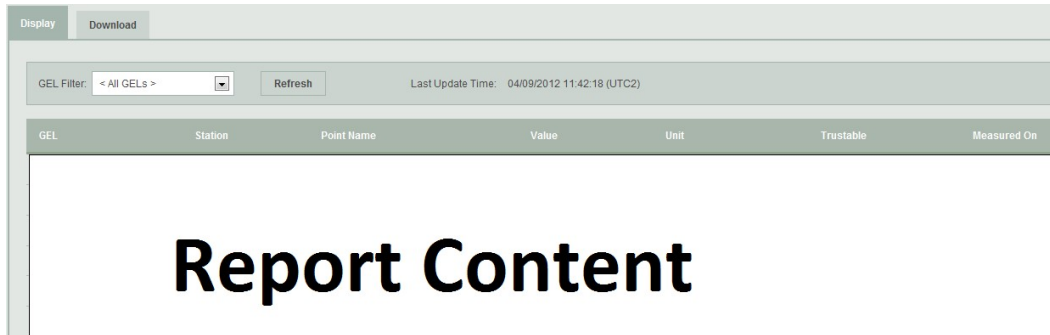 Display Download
GEL Filter: < All GELs > Refresh Last Update Time: 04/09/2012 11:42:18 (UTC2)
GEL Station Point Name Value Unit Trustable Measured On
Report Content